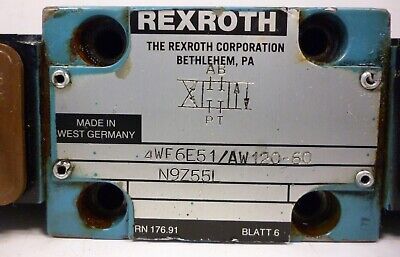 REXROTH
THE REXROTH CORPORATION
BETHLEHEM, PA
AB
PT
MADE IN
WEST GERMANY
4WE6E51/AW120-60
N9Z55L
RN 176.91 BLATT 6